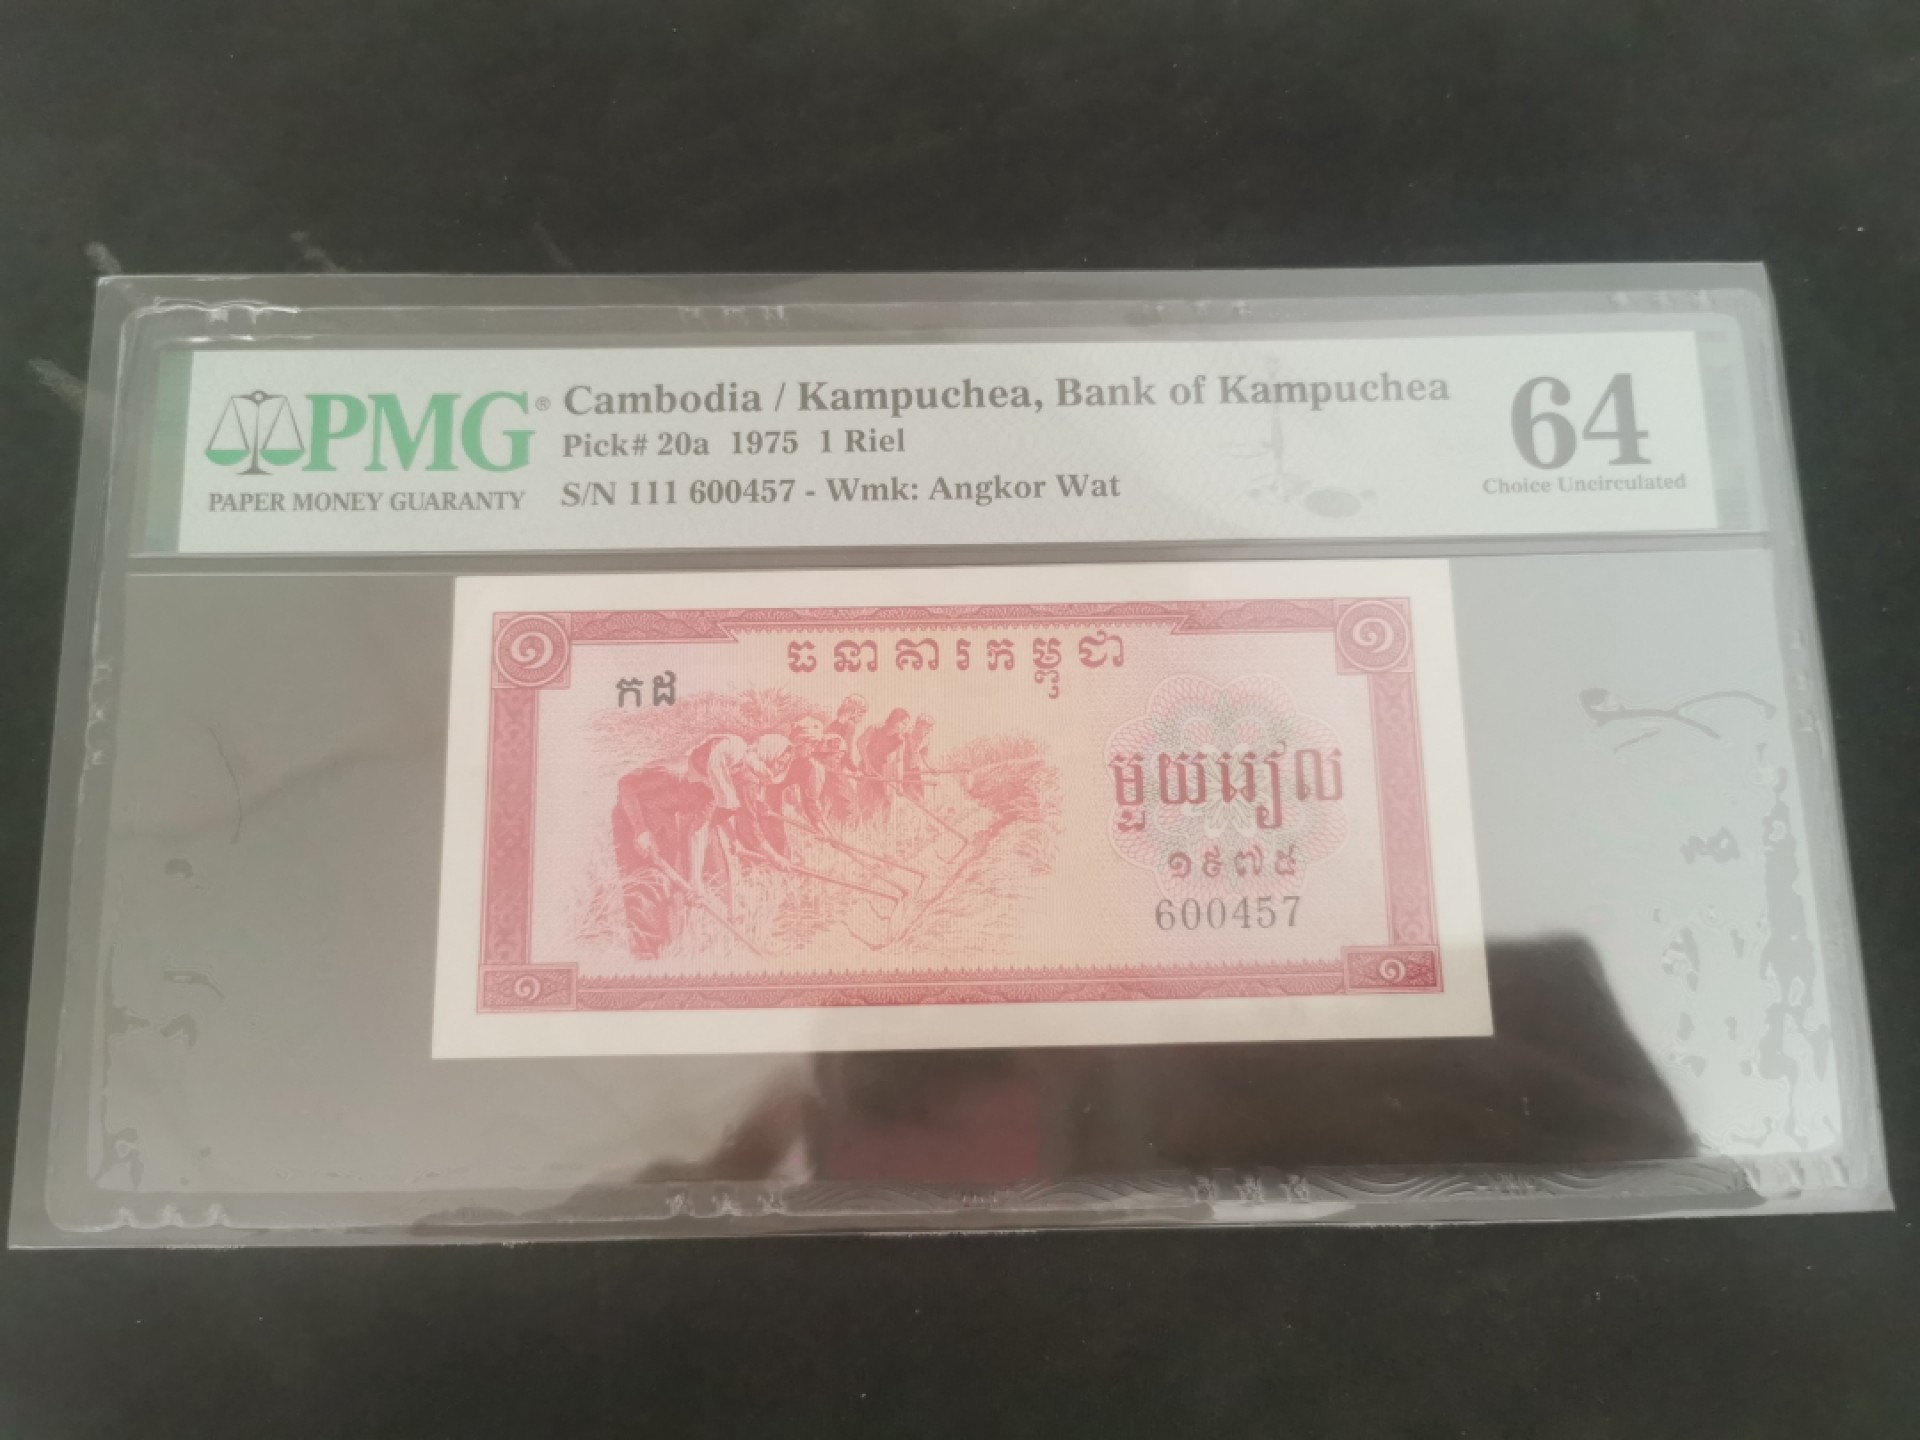 PMG®
PAPER MONEY GUARANTY
Cambodia / Kampuchea, Bank of Kampuchea
Pick# 20a 1975 1 Riel
S/N 111 600457 - Wmk: Angkor Wat
64
Choice Uncirculated
១ ១
ធនាគារកម្ពុជា
កដ
មួយរៀល
១៩៧៥
600457
១ ១